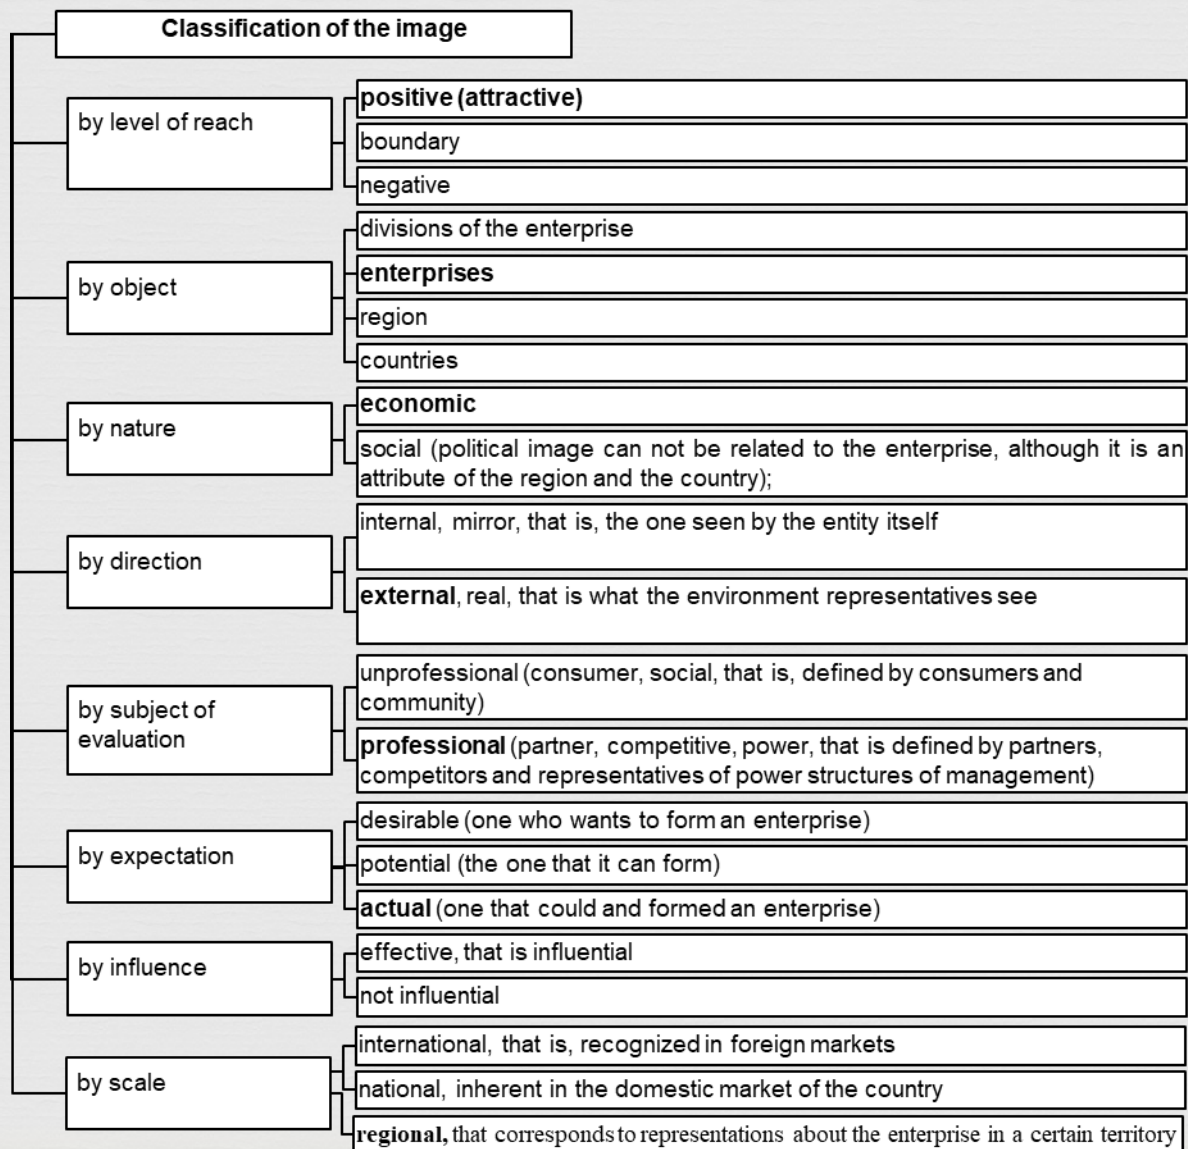 Classification of the image
by level of reach
positive (attractive)
boundary
negative
by object
divisions of the enterprise
enterprises
region
countries
by nature
economic
social (political image can not be related to the enterprise, although it is an
attribute of the region and the country);
by direction
internal, mirror, that is, the one seen by the entity itself
external, real, that is what the environment representatives see
by subject of
evaluation
unprofessional (consumer, social, that is, defined by consumers and
community)
professional (partner, competitive, power, that is defined by partners,
competitors and representatives of power structures of management)
by expectation
desirable (one who wants to form an enterprise)
potential (the one that it can form)
actual (one that could and formed an enterprise)
by influence
effective, that is influential
not influential
by scale
international, that is, recognized in foreign markets
national, inherent in the domestic market of the country
regional, that corresponds to representations about the enterprise in a certain territory